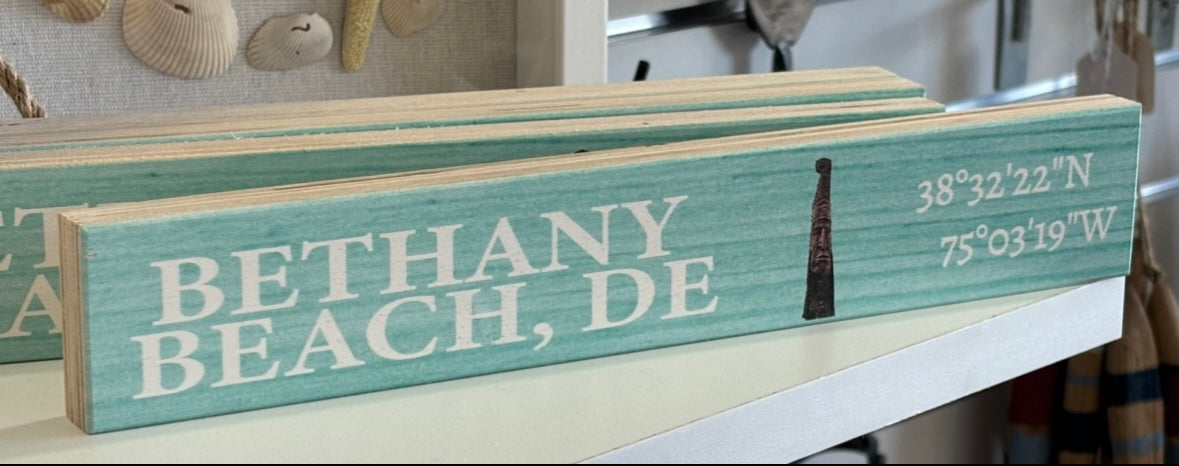 BETHANY
BEACH, DE
38°32'22"N
75°03'19"W